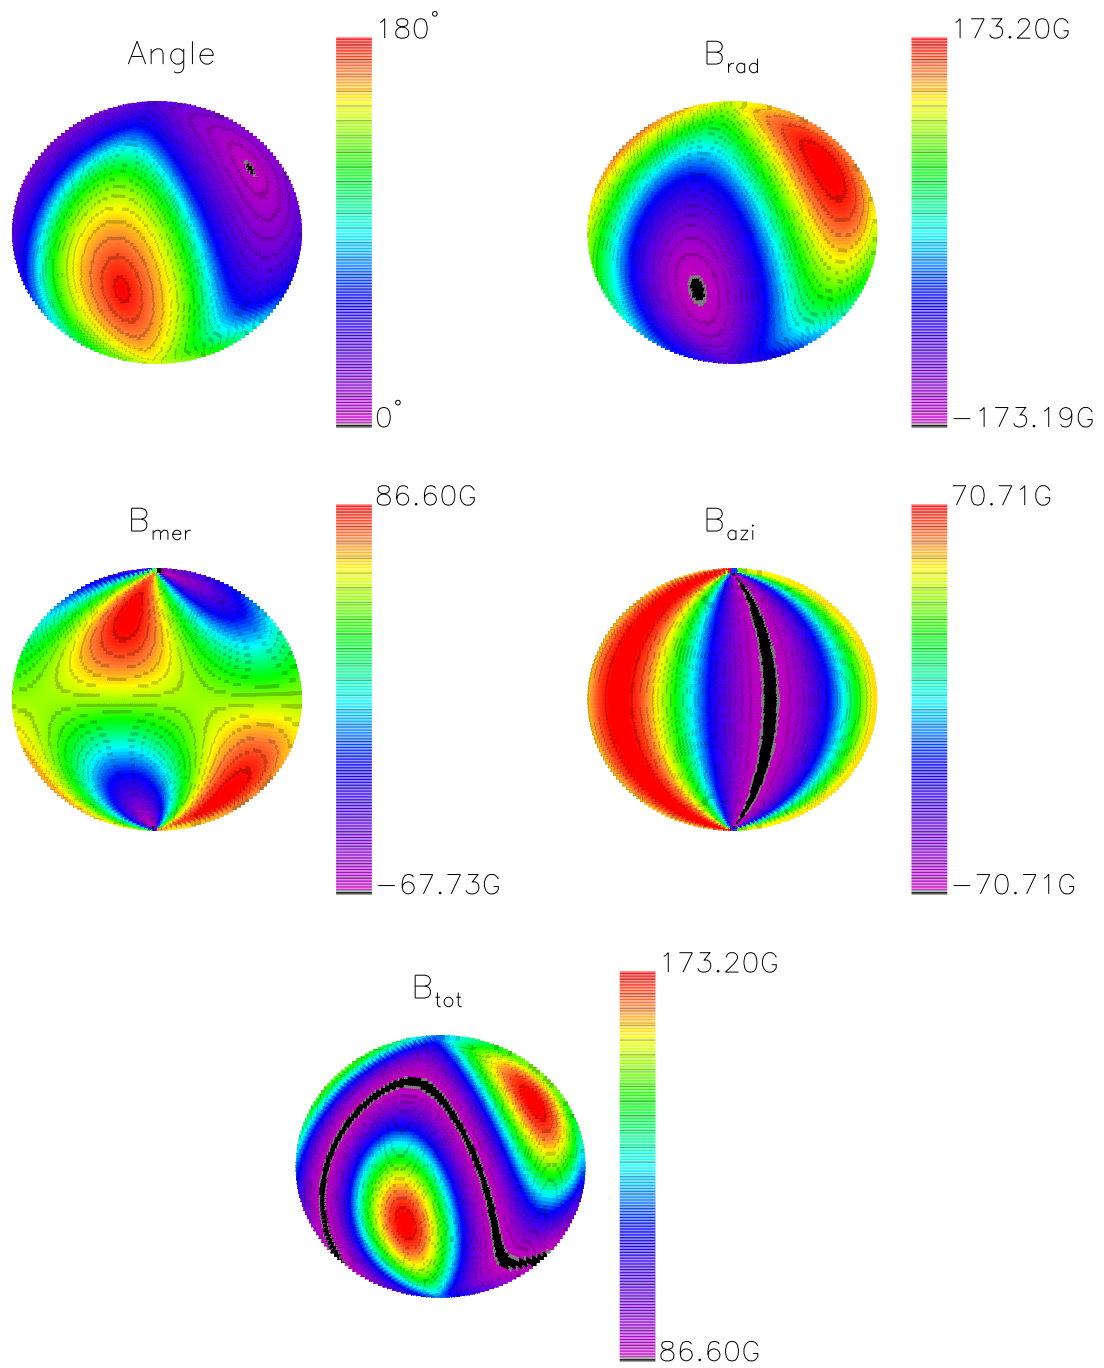 180° 173.20G
Angle B_rad
0° −173.19G
86.60G 70.71G
B_mer B_azi
−67.73G −70.71G
173.20G
B_tot
86.60G